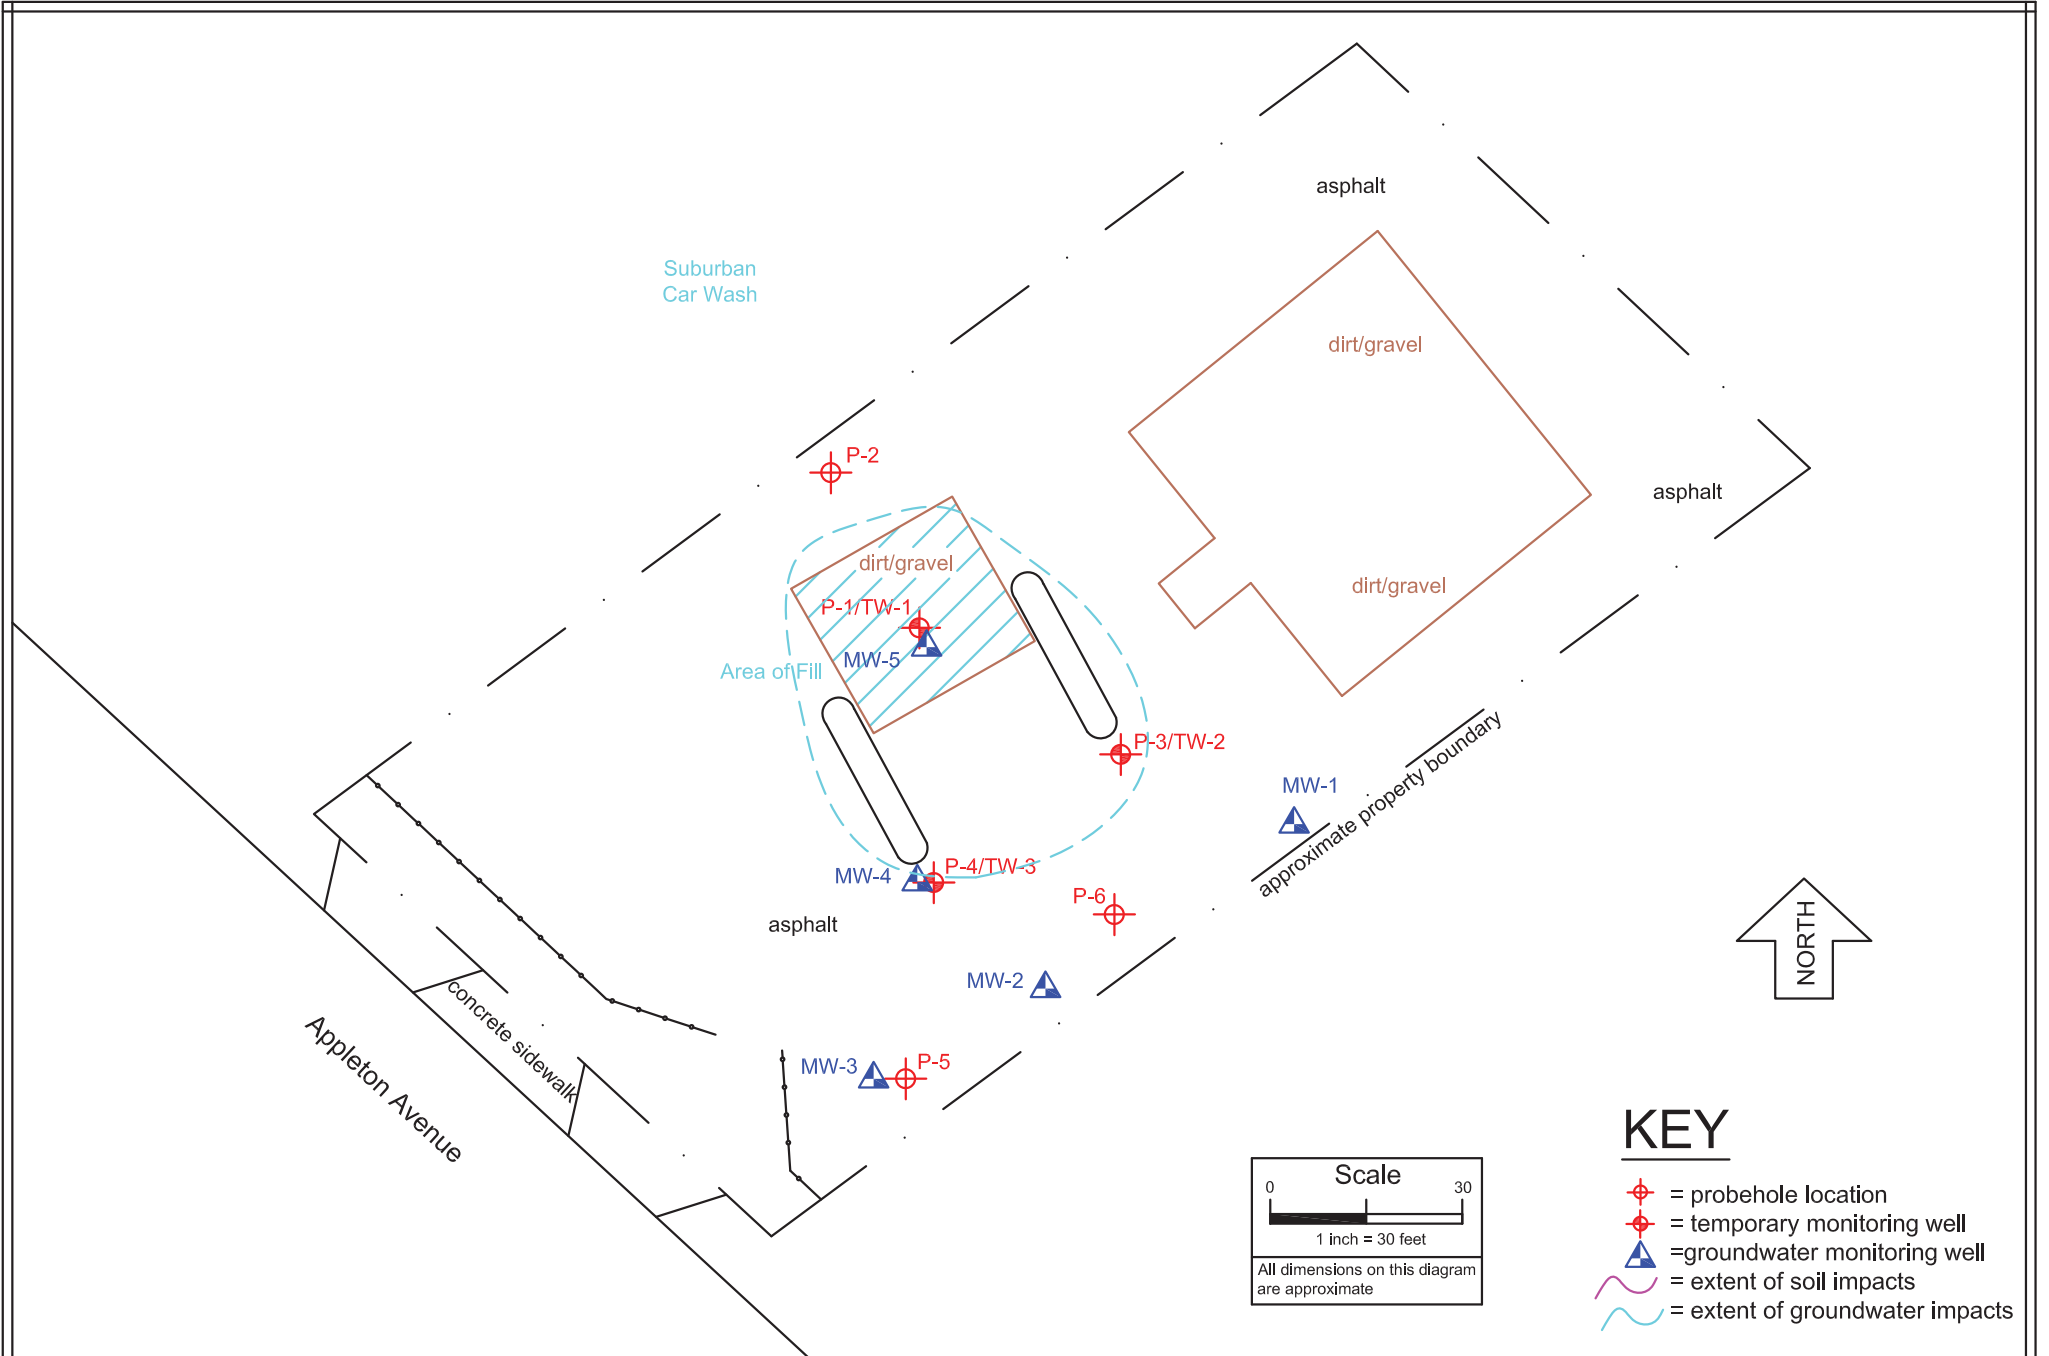 asphalt
Suburban
Car Wash
dirt/gravel
P-2
asphalt
dirt/gravel
dirt/gravel
P-1/TW-1
MW-5
Area of Fill
P-3/TW-2
MW-1
approximate property boundary
P-4/TW-3
MW-4
P-6
asphalt
NORTH
MW-2
concrete sidewalk
Appleton Avenue
P-5
MW-3
Scale
0 30
1 inch = 30 feet
All dimensions on this diagram
are approximate
KEY
= probehole location
= temporary monitoring well
=groundwater monitoring well
= extent of soil impacts
= extent of groundwater impacts